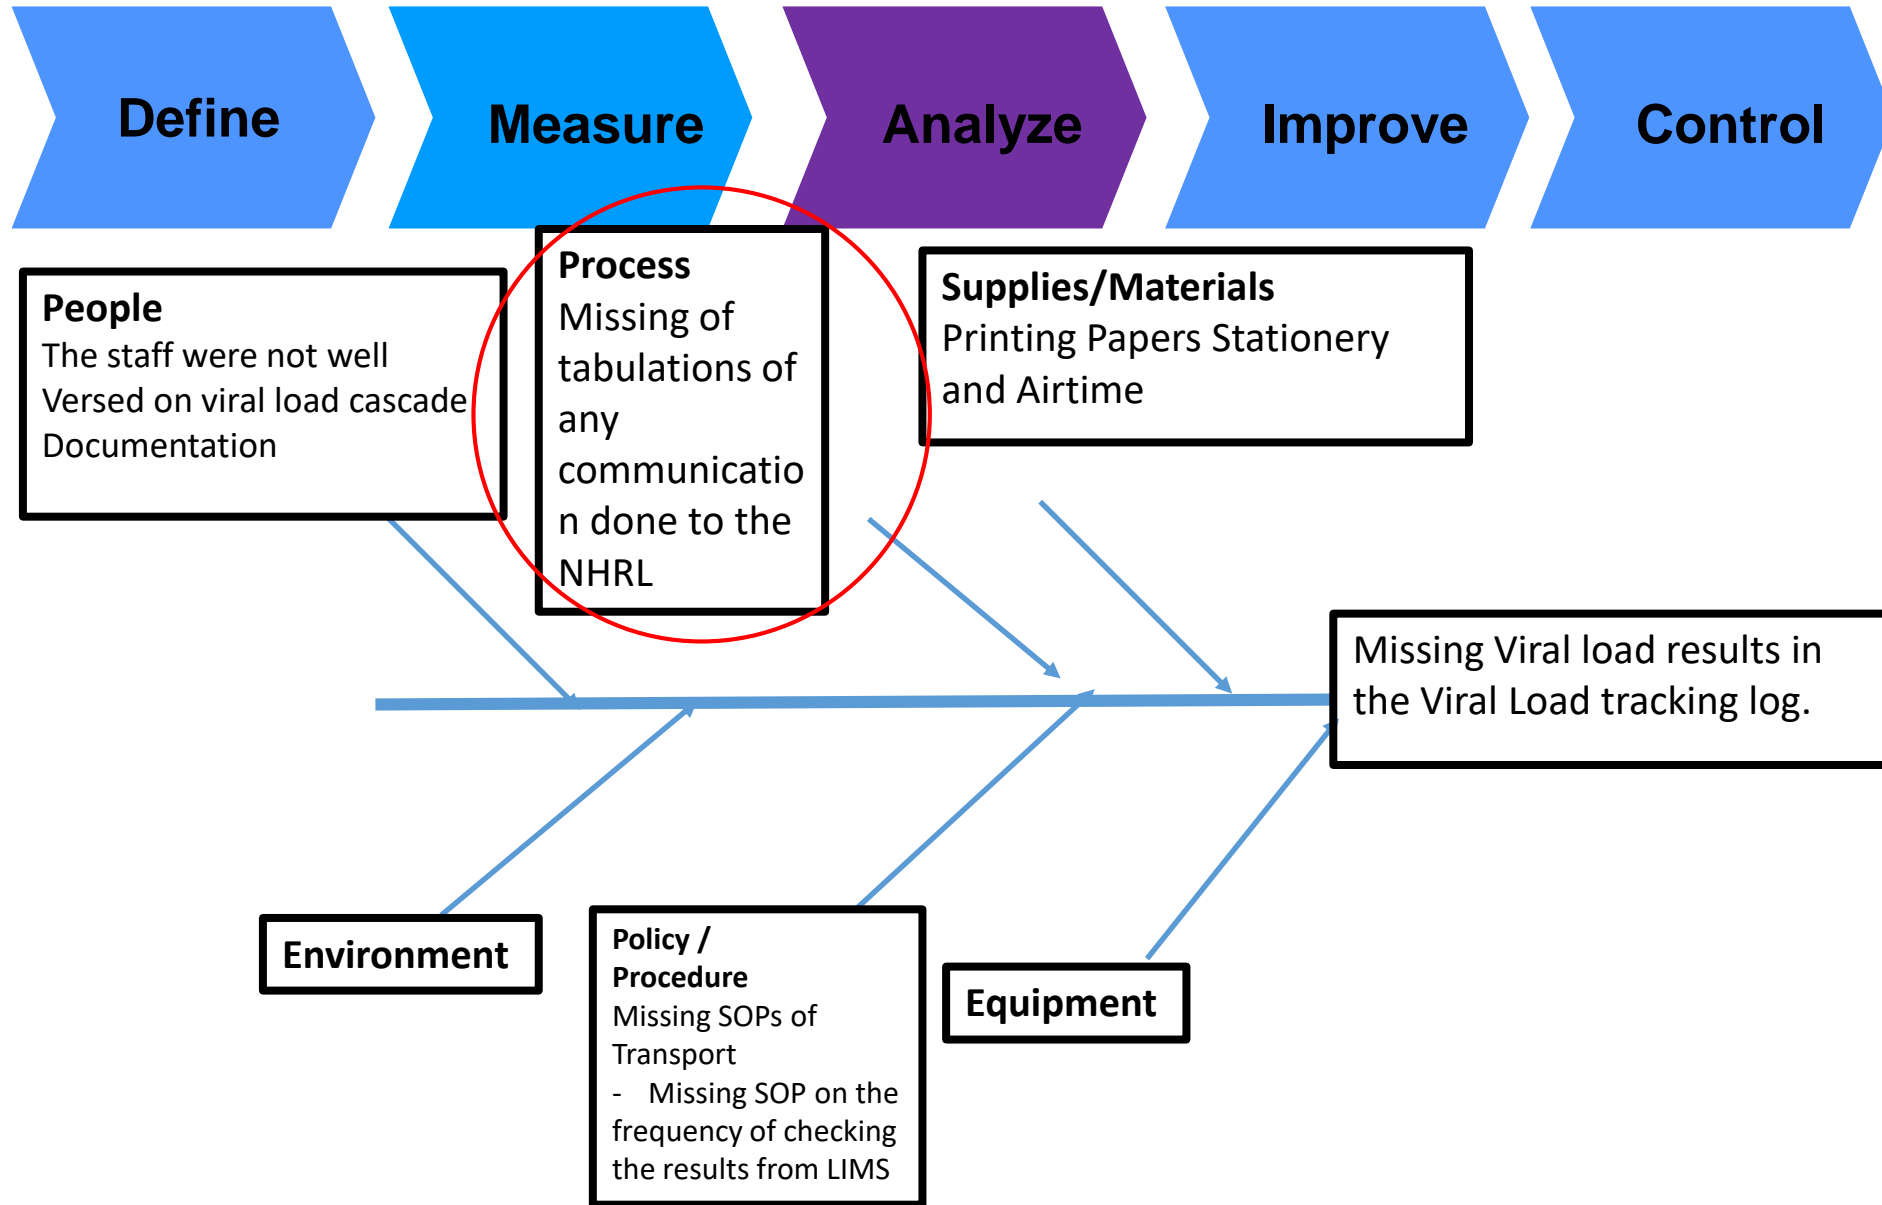 Define
Measure
Analyze
Improve
Control
People
The staff were not well
Versed on viral load cascade
Documentation
Process
Missing of
tabulations of
any
communicatio
n done to the
NHRL
Supplies/Materials
Printing Papers Stationery
and Airtime
Missing Viral load results in
the Viral Load tracking log.
Environment
Policy /
Procedure
Missing SOPs of
Transport
- Missing SOP on the
frequency of checking
the results from LIMS
Equipment